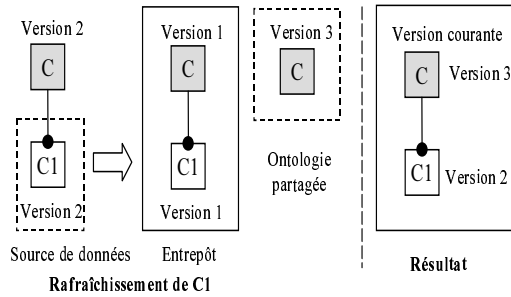 Version 2
C
C1
Version 2
Source de données
Version 1
C
C1
Version 1
Entrepôt
Rafraîchissement de C1
Version 3
C
Ontologie
partagée
Version courante
C
Version 3
C1
Version 2
Résultat